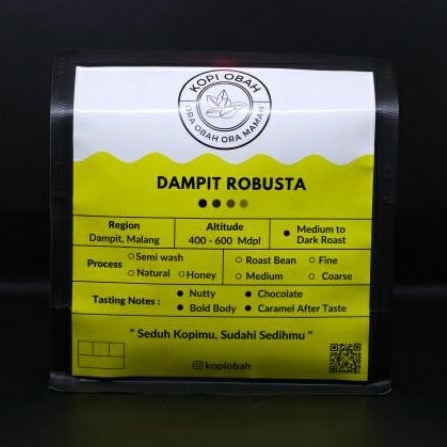 KOPI OBAH
ORA OBAH ORA MAMAH
DAMPIT ROBUSTA
Region
Dampit, Malang
Altitude
400 - 600 Mdpl
Medium to
Dark Roast
Process
Semi wash
Natural
Honey
Roast Bean
Fine
Medium
Coarse
Tasting Notes :
Nutty
Chocolate
Bold Body
Caramel After Taste
" Seduh Kopimu, Sudahi Sedihmu "
kopiobah